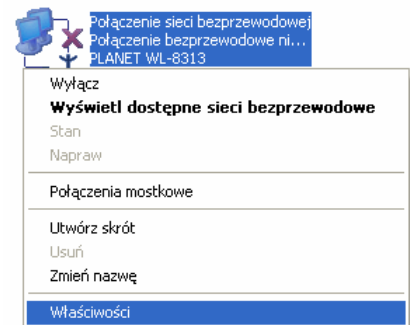 Połączenie sieci bezprzewodowej
Połączenie bezprzewodowe ni...
PLANET WL-8313
Wyłącz
Wyświetl dostępne sieci bezprzewodowe
Stan
Napraw
Połączenia mostkowe
Utwórz skrót
Usuń
Zmień nazwę
Właściwości